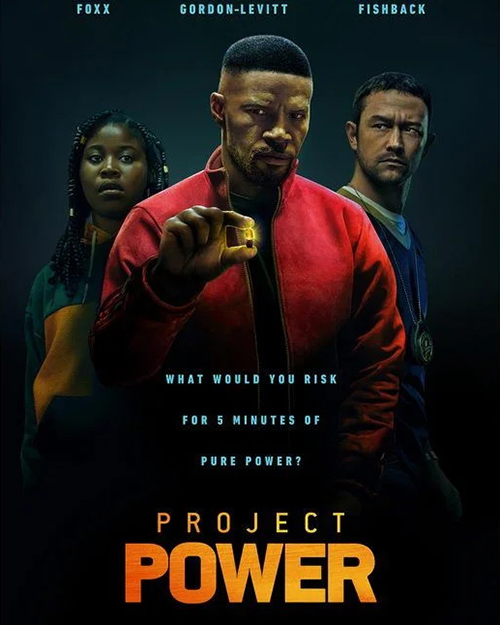 FOXX GORDON-LEVITT FISHBACK
WHAT WOULD YOU RISK
FOR 5 MINUTES OF
PURE POWER?
PROJECT
POWER